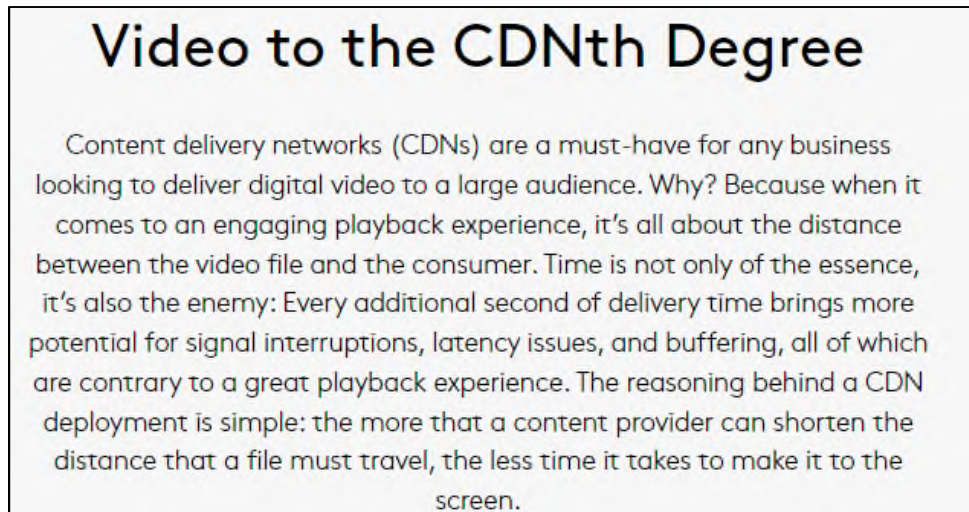 Video to the CDNth Degree
Content delivery networks (CDNs) are a must-have for any business
looking to deliver digital video to a large audience. Why? Because when it
comes to an engaging playback experience, it’s all about the distance
between the video file and the consumer. Time is not only of the essence,
it’s also the enemy: Every additional second of delivery time brings more
potential for signal interruptions, latency issues, and buffering, all of which
are contrary to a great playback experience. The reasoning behind a CDN
deployment is simple: the more that a content provider can shorten the
distance that a file must travel, the less time it takes to make it to the
screen.